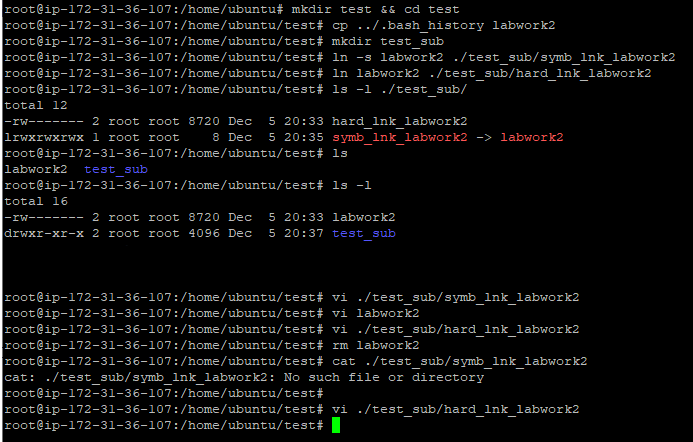 root@ip-172-31-36-107:/home/ubuntu# mkdir test && cd test
root@ip-172-31-36-107:/home/ubuntu/test# cp ../.bash_history labwork2
root@ip-172-31-36-107:/home/ubuntu/test# mkdir test_sub
root@ip-172-31-36-107:/home/ubuntu/test# ln -s labwork2 ./test_sub/symb_lnk_labwork2
root@ip-172-31-36-107:/home/ubuntu/test# ln labwork2 ./test_sub/hard_lnk_labwork2
root@ip-172-31-36-107:/home/ubuntu/test# ls -l ./test_sub/
total 12
-rw------- 2 root root 8720 Dec  5 20:33 hard_lnk_labwork2
lrwxrwxrwx 1 root root    8 Dec  5 20:35 symb_lnk_labwork2 -> labwork2
root@ip-172-31-36-107:/home/ubuntu/test# ls
labwork2  test_sub
root@ip-172-31-36-107:/home/ubuntu/test# ls -l
total 16
-rw------- 2 root root 8720 Dec  5 20:33 labwork2
drwxr-xr-x 2 root root 4096 Dec  5 20:37 test_sub
root@ip-172-31-36-107:/home/ubuntu/test# vi ./test_sub/symb_lnk_labwork2
root@ip-172-31-36-107:/home/ubuntu/test# vi labwork2
root@ip-172-31-36-107:/home/ubuntu/test# vi ./test_sub/hard_lnk_labwork2
root@ip-172-31-36-107:/home/ubuntu/test# rm labwork2
root@ip-172-31-36-107:/home/ubuntu/test# cat ./test_sub/symb_lnk_labwork2
cat: ./test_sub/symb_lnk_labwork2: No such file or directory
root@ip-172-31-36-107:/home/ubuntu/test#
root@ip-172-31-36-107:/home/ubuntu/test# vi ./test_sub/hard_lnk_labwork2
root@ip-172-31-36-107:/home/ubuntu/test#